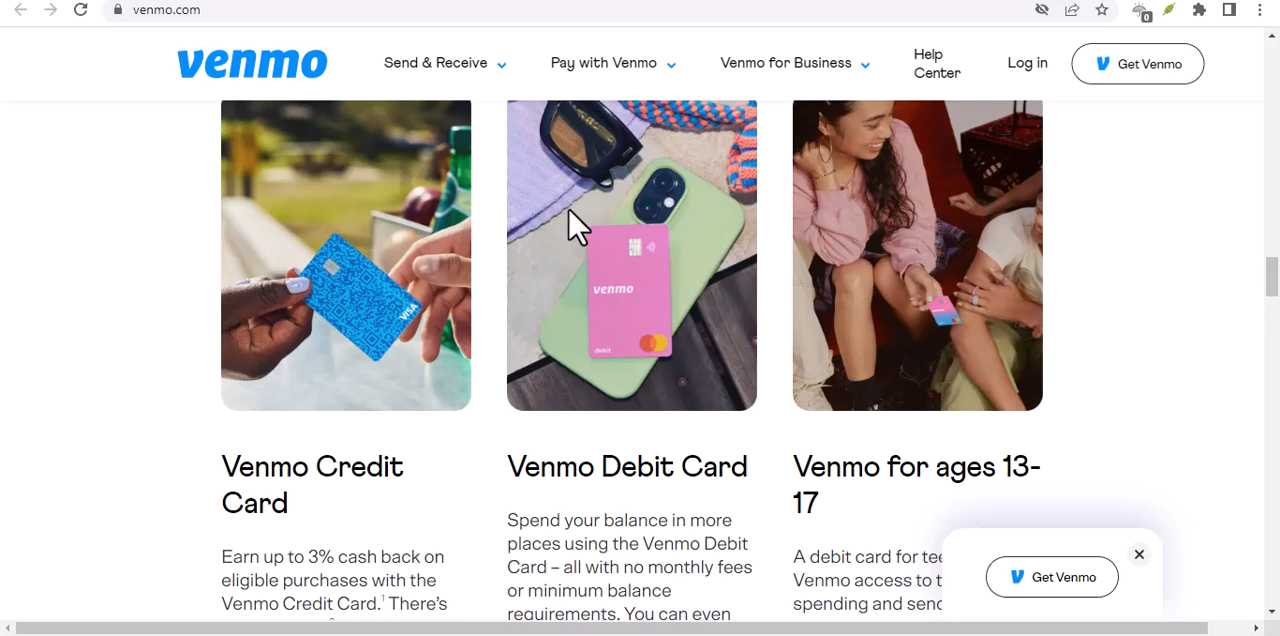 venmo.com
0
venmo
Send & Receive
Pay with Venmo
Venmo for Business
Help
Center
Log in
Get Venmo
VISA
venmo
debit
Venmo Credit
Card
Earn up to 3% cash back on
eligible purchases with the
Venmo Credit Card.¹ There's
Venmo Debit Card
Spend your balance in more
places using the Venmo Debit
Card – all with no monthly fees
or minimum balance
requirements. You can even
Venmo for ages 13-
17
A debit card for
Venmo access to
spending and
Get Venmo